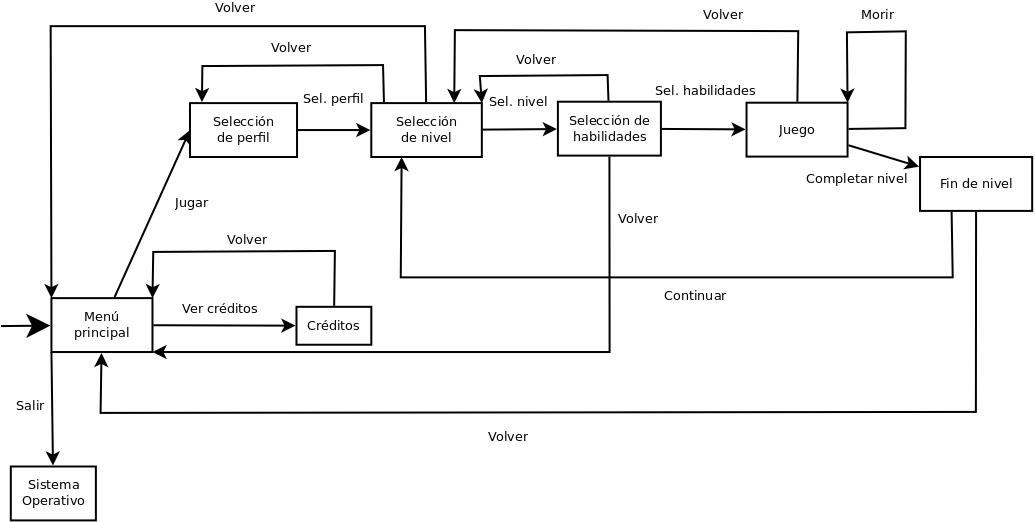 Volver
Volver
Morir
Volver
Volver
Sel. perfil
Sel. nivel
Sel. habilidades
Selección
de perfil
Selección
de nivel
Selección de
habilidades
Juego
Completar nivel
Fin de nivel
Jugar
Volver
Volver
Ver créditos
Continuar
Menú
principal
Créditos
Salir
Volver
Sistema
Operativo